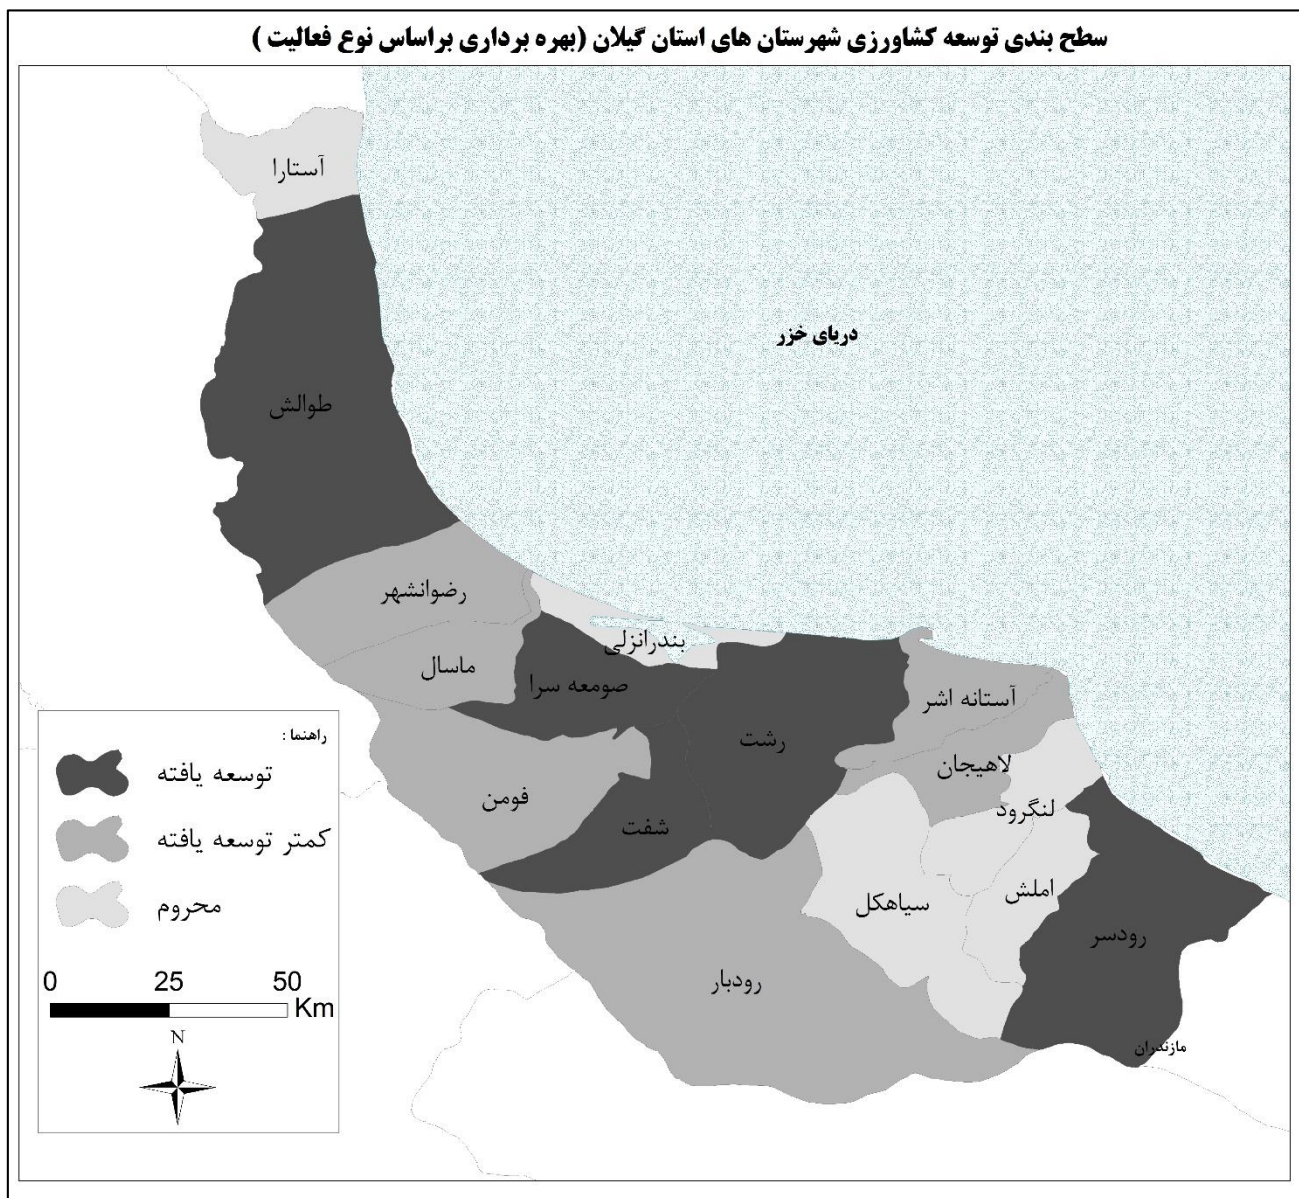 سطح بندی توسعه کشاورزی شهرستان های استان گیلان (بهره برداری براساس نوع فعالیت )
آستارا
دریای خزر
طوالش
رضوانشهر
بندرانزلی
ماسال
صومعه سرا
آستانه اشر
رشت
لاهیجان
فومن
لنگرود
شفت
املش
سیاهکل
رودسر
رودبار
مازندران
راهنما :
توسعه یافته
کمتر توسعه یافته
محروم
0 25 50
Km
N